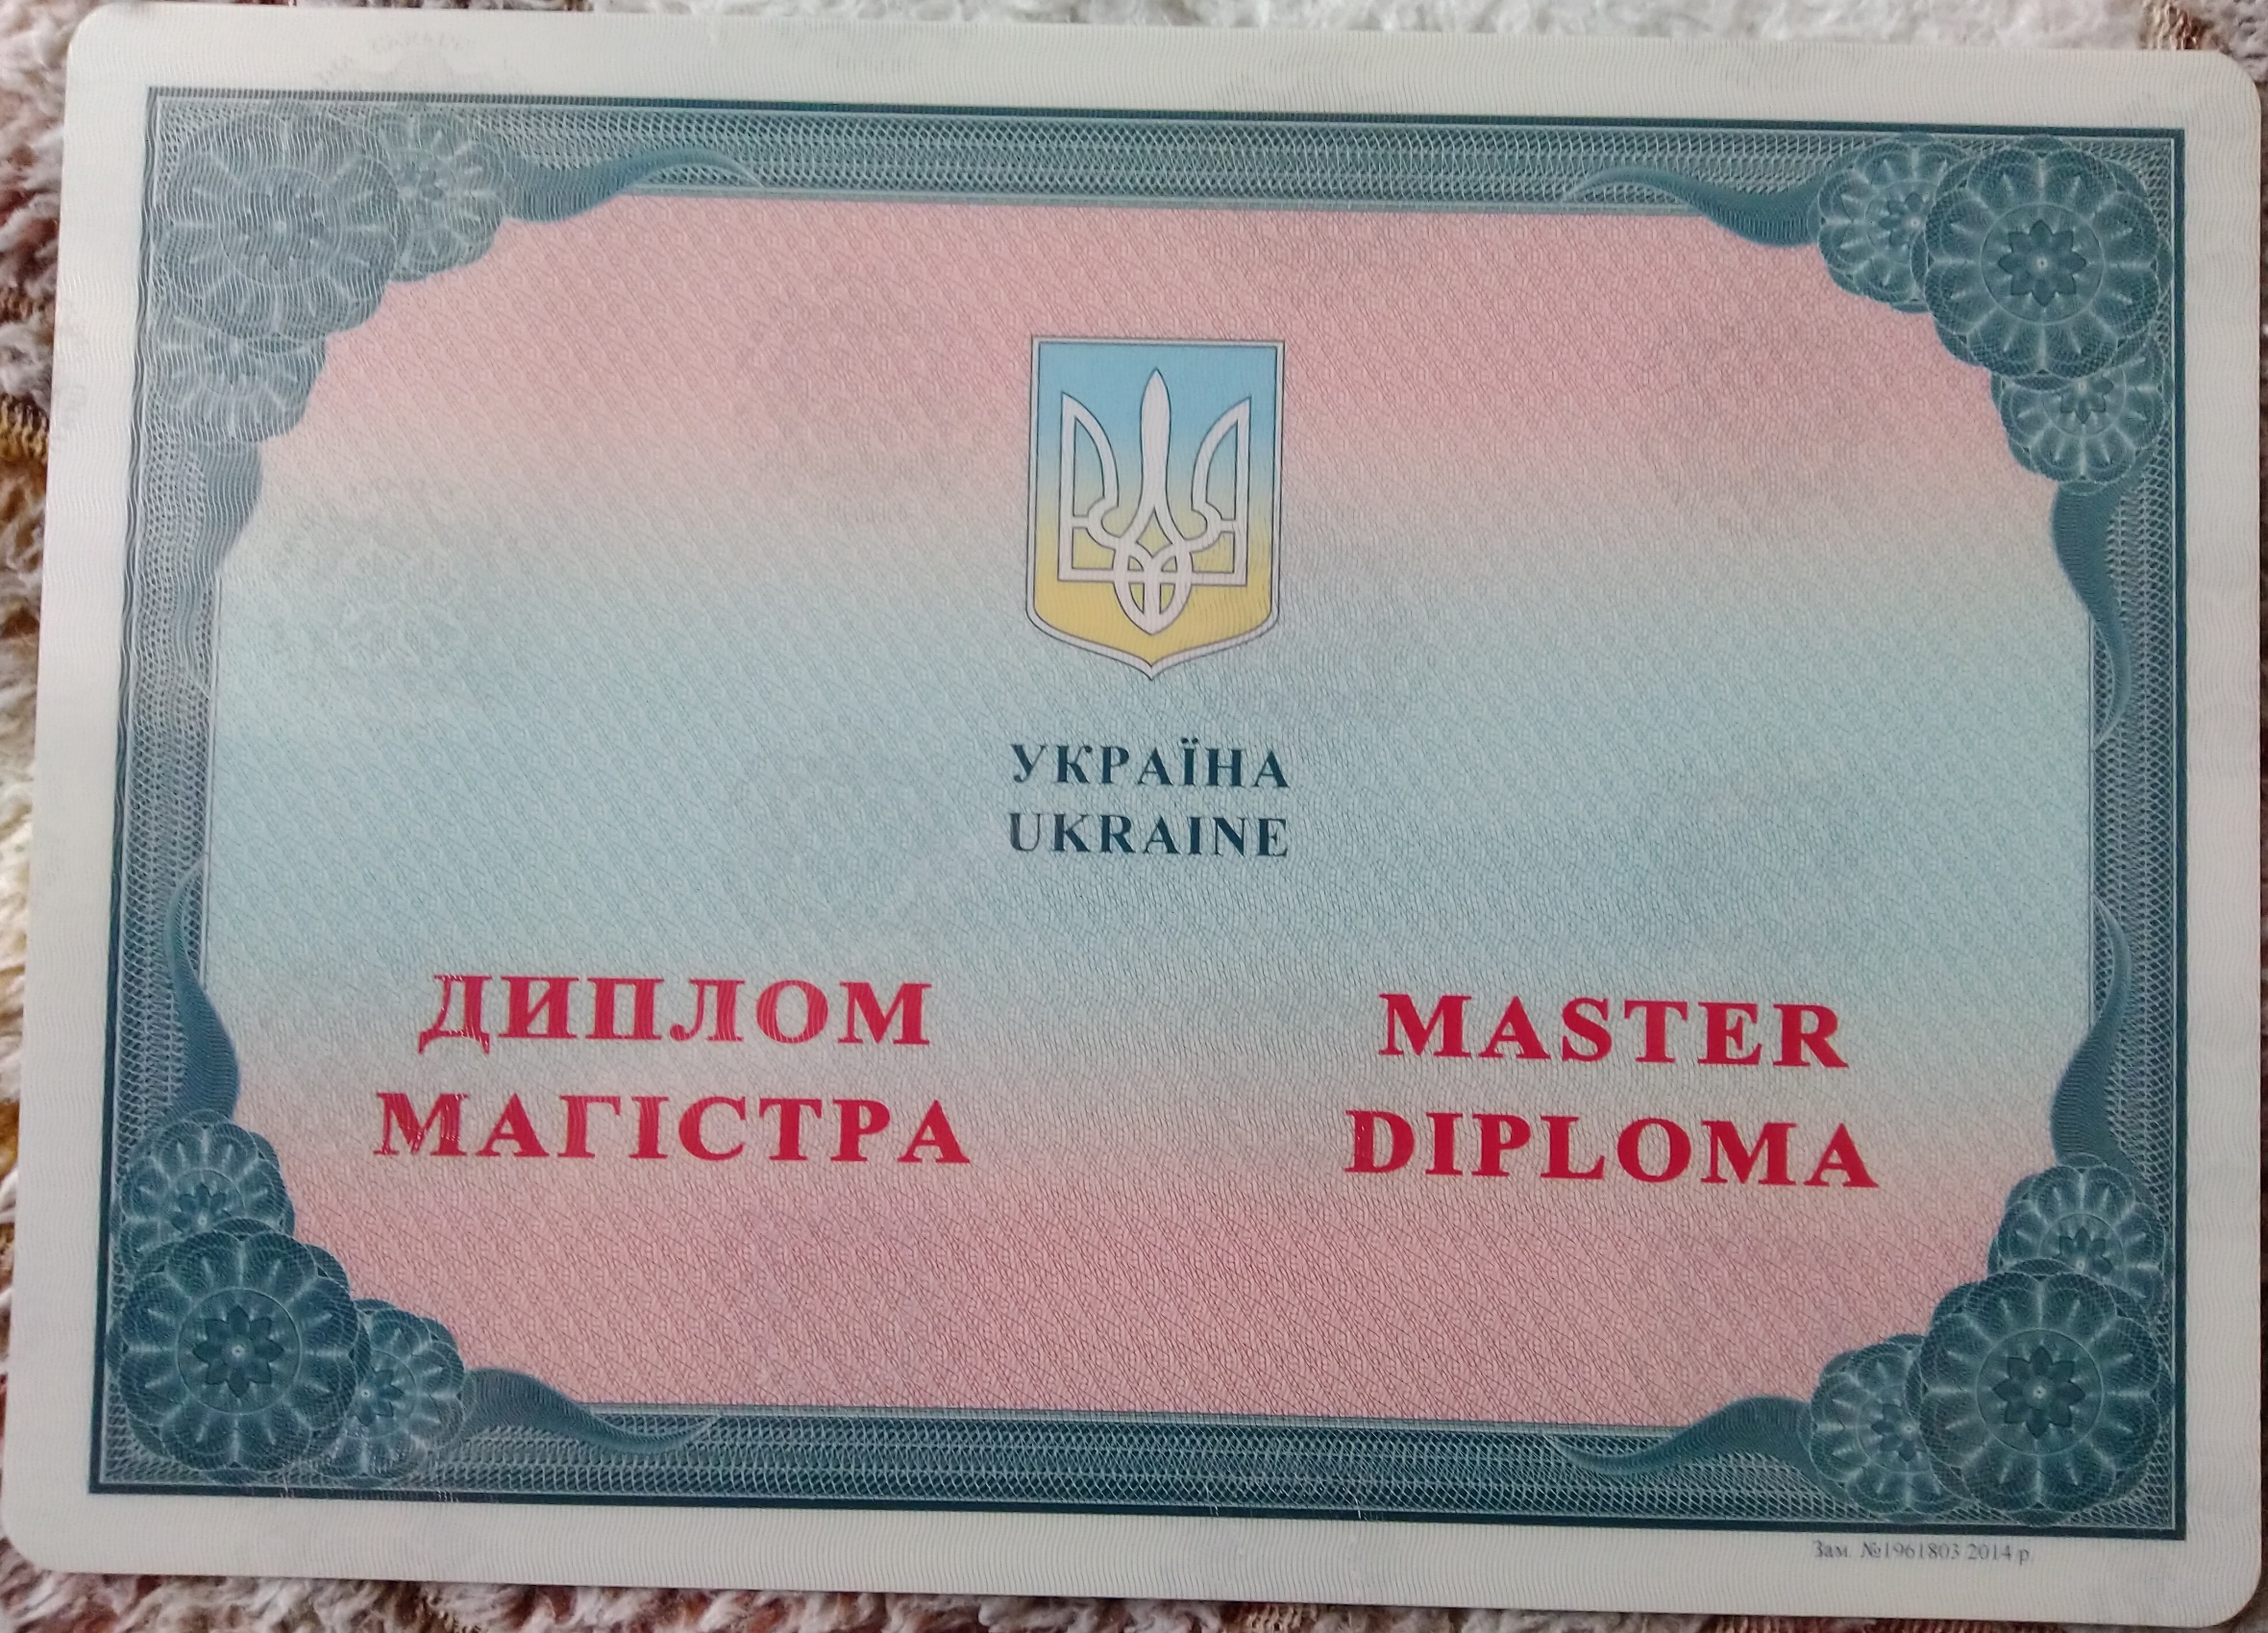 УКРАЇНА
UKRAINE
ДИПЛОМ
МАГІСТРА
MASTER
DIPLOMA
Зам. №1961803 2014 р.